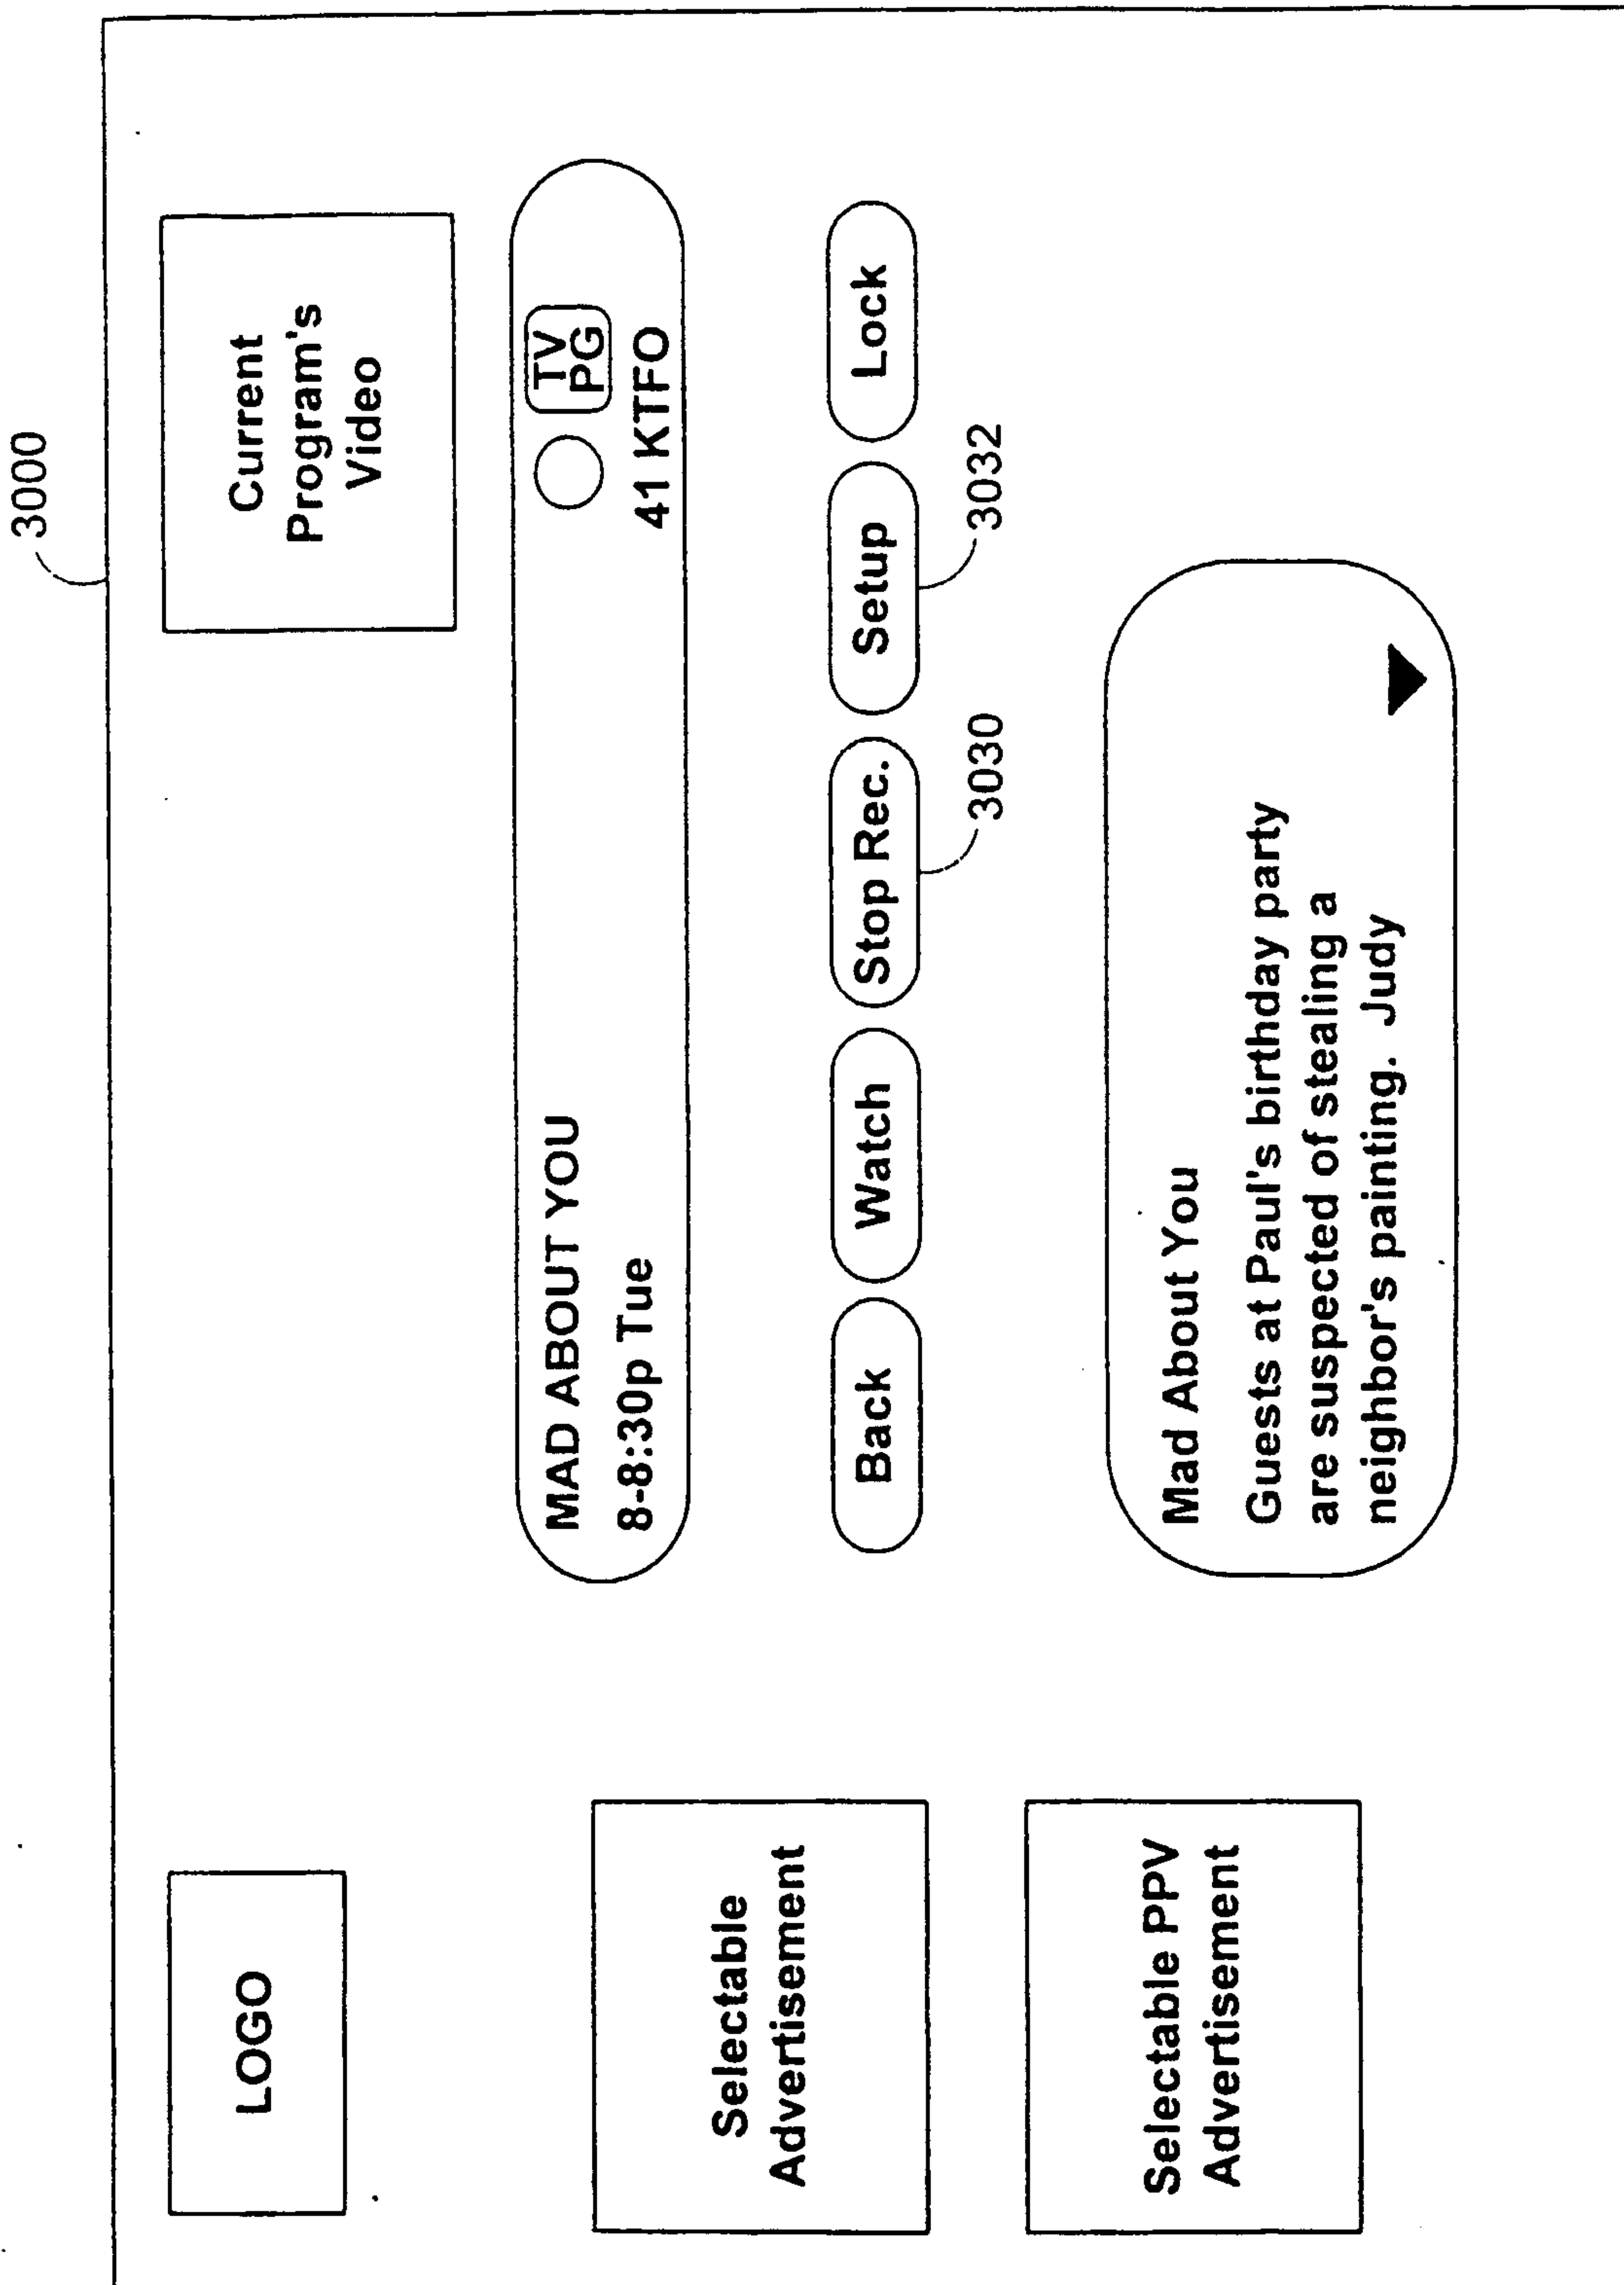 3000
LOGO
Current
Program's
Video
MAD ABOUT YOU
TV
PG
8-8:30p Tue
41 KTFO
Back
Watch
Stop Rec.
Setup
Lock
3030
3032
Selectable
Advertisement
Selectable PPV
Advertisement
Mad About You
Guests at Paul's birthday party
are suspected of stealing a
neighbor's painting. Judy